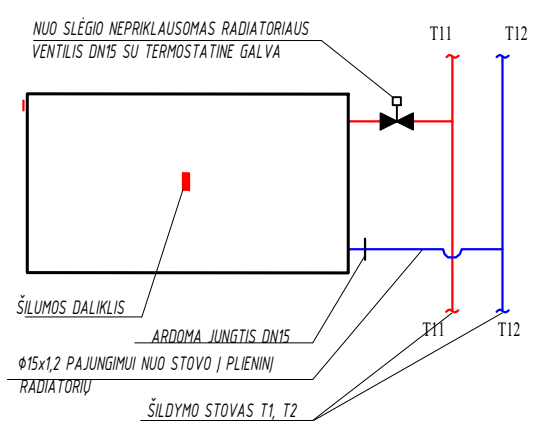 NUO SLĖGIO NEPRIKLAUSOMAS RADIATORIAUS
VENTILIS DN15 SU TERMOSTATINE GALVA
T11
T12
ŠILUMOS DALIKLIS
ARDOMA JUNGTIS DN15
T11
T12
Φ15x1,2 PAJUNGIMUI NUO STOVO Į PLIENINĮ
RADIATORIŲ
ŠILDYMO STOVAS T1, T2